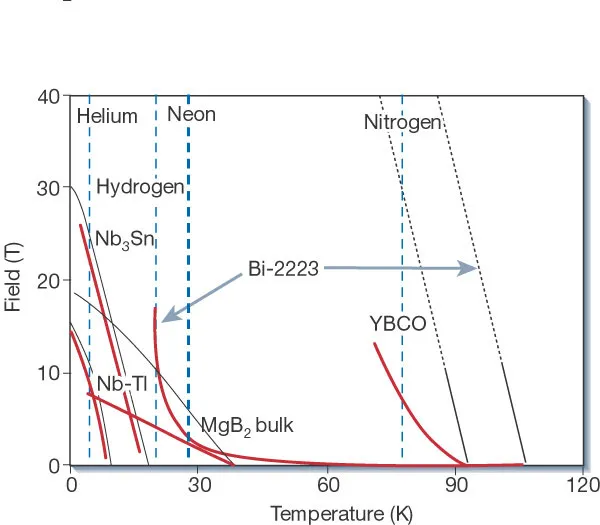 40
Helium
Neon
Nitrogen
30
Hydrogen
Nb₃Sn
Field (T)
20
Bi-2223
YBCO
10
Nb-Tl
MgB₂ bulk
0
0
30
60
90
120
Temperature (K)